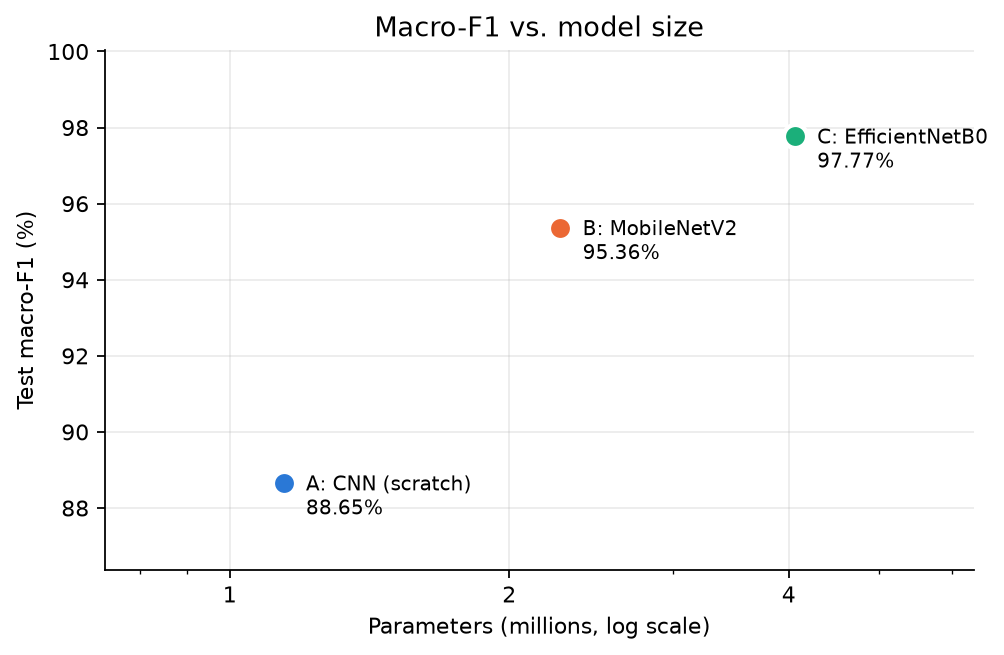 Macro-F1 vs. model size
Test macro-F1 (%)
100
98
96
94
92
90
88
C: EfficientNetB0
97.77%
B: MobileNetV2
95.36%
A: CNN (scratch)
88.65%
1
2
4
Parameters (millions, log scale)